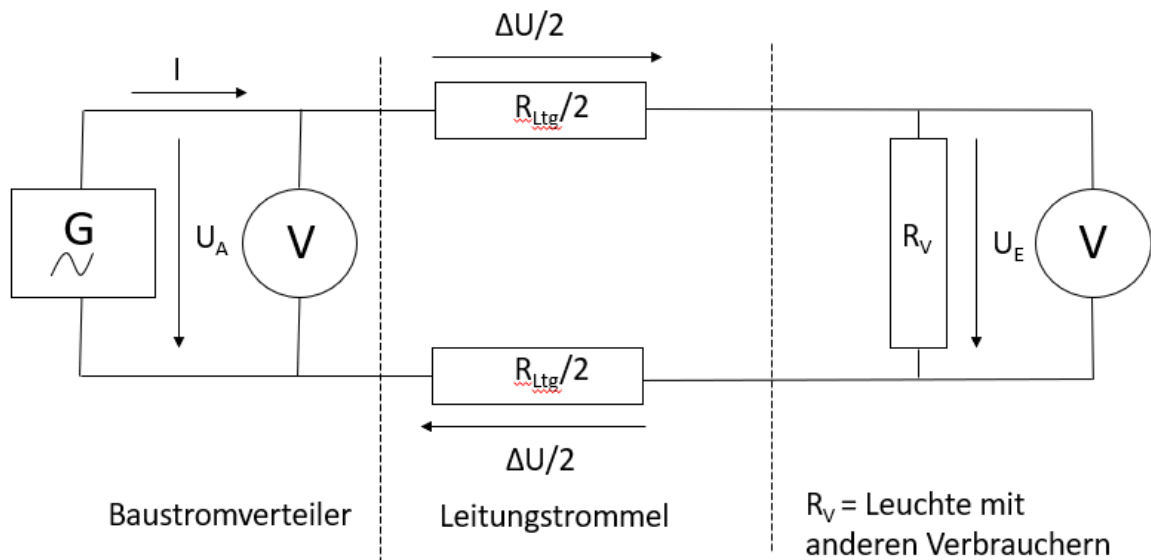 ΔU/2
I
R_Ltg/2
G
U_A
V
R_V
U_E
V
R_Ltg/2
ΔU/2
Baustromverteiler
Leitungstrommel
R_V = Leuchte mit
anderen Verbrauchern